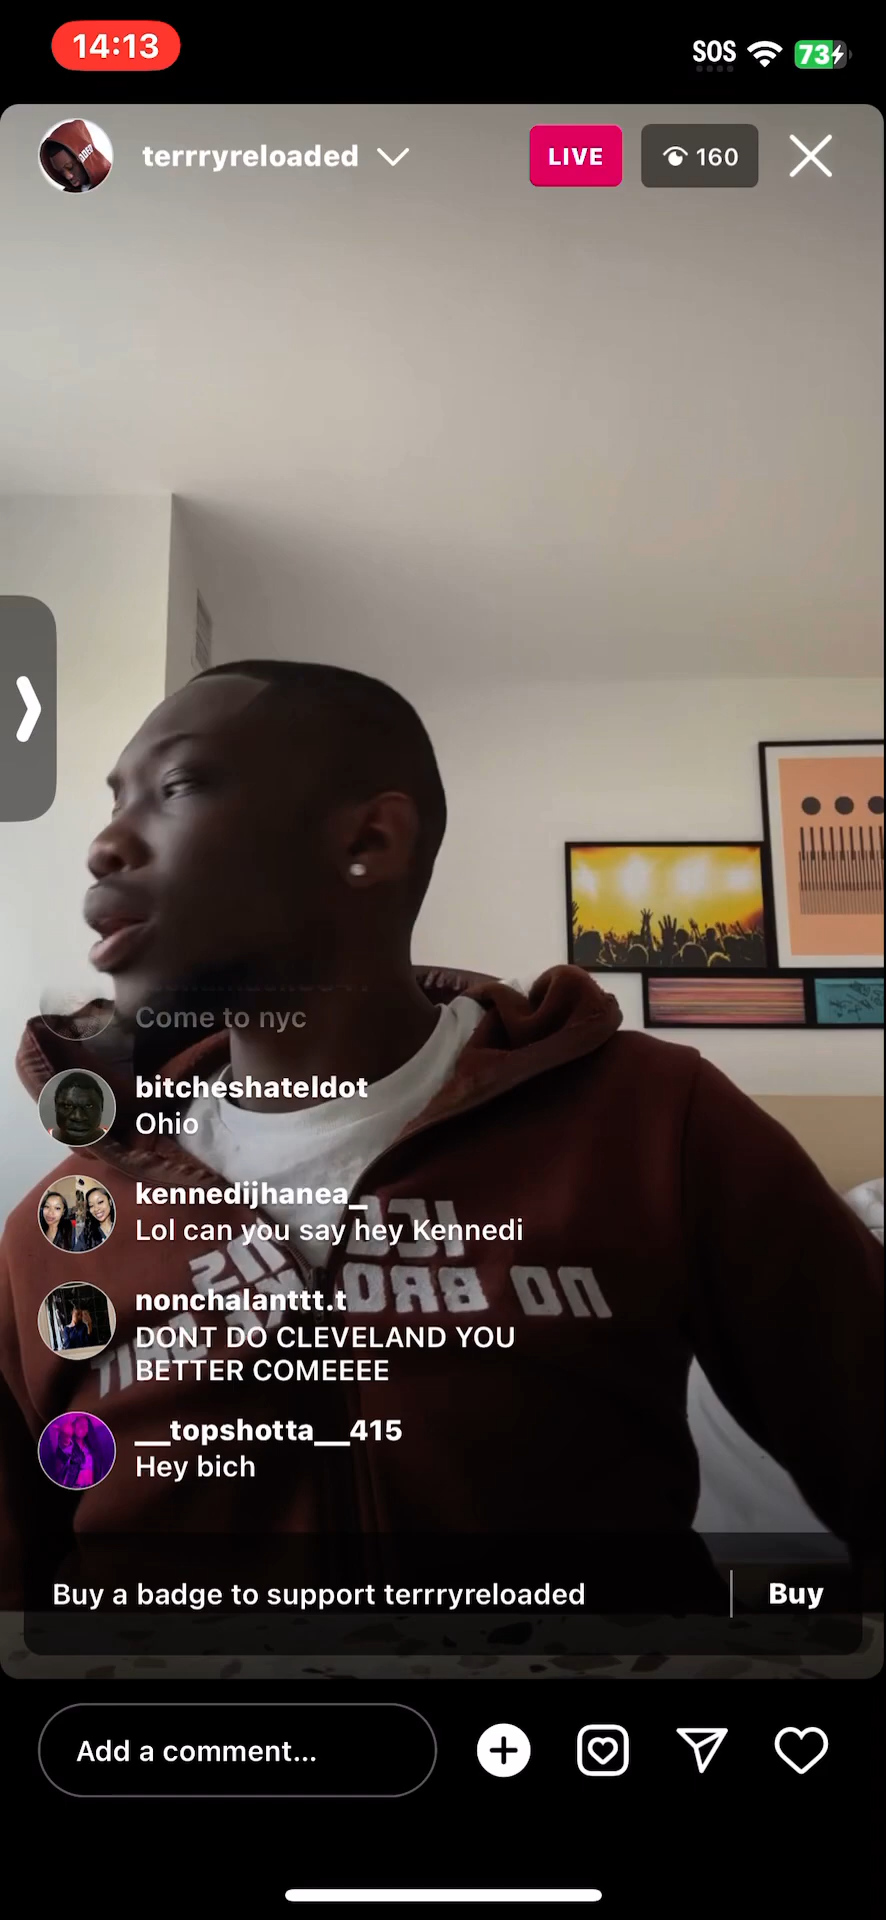 14:13
SOS
73
terrryreloaded
LIVE
160
Come to nyc
bitcheshateldot
Ohio
kennedijhanea_
Lol can you say hey Kennedi
nonchalanttt.t
DONT DO CLEVELAND YOU
BETTER COMEEEE
__topshotta__415
Hey bich
Buy a badge to support terrryreloaded
Buy
Add a comment...